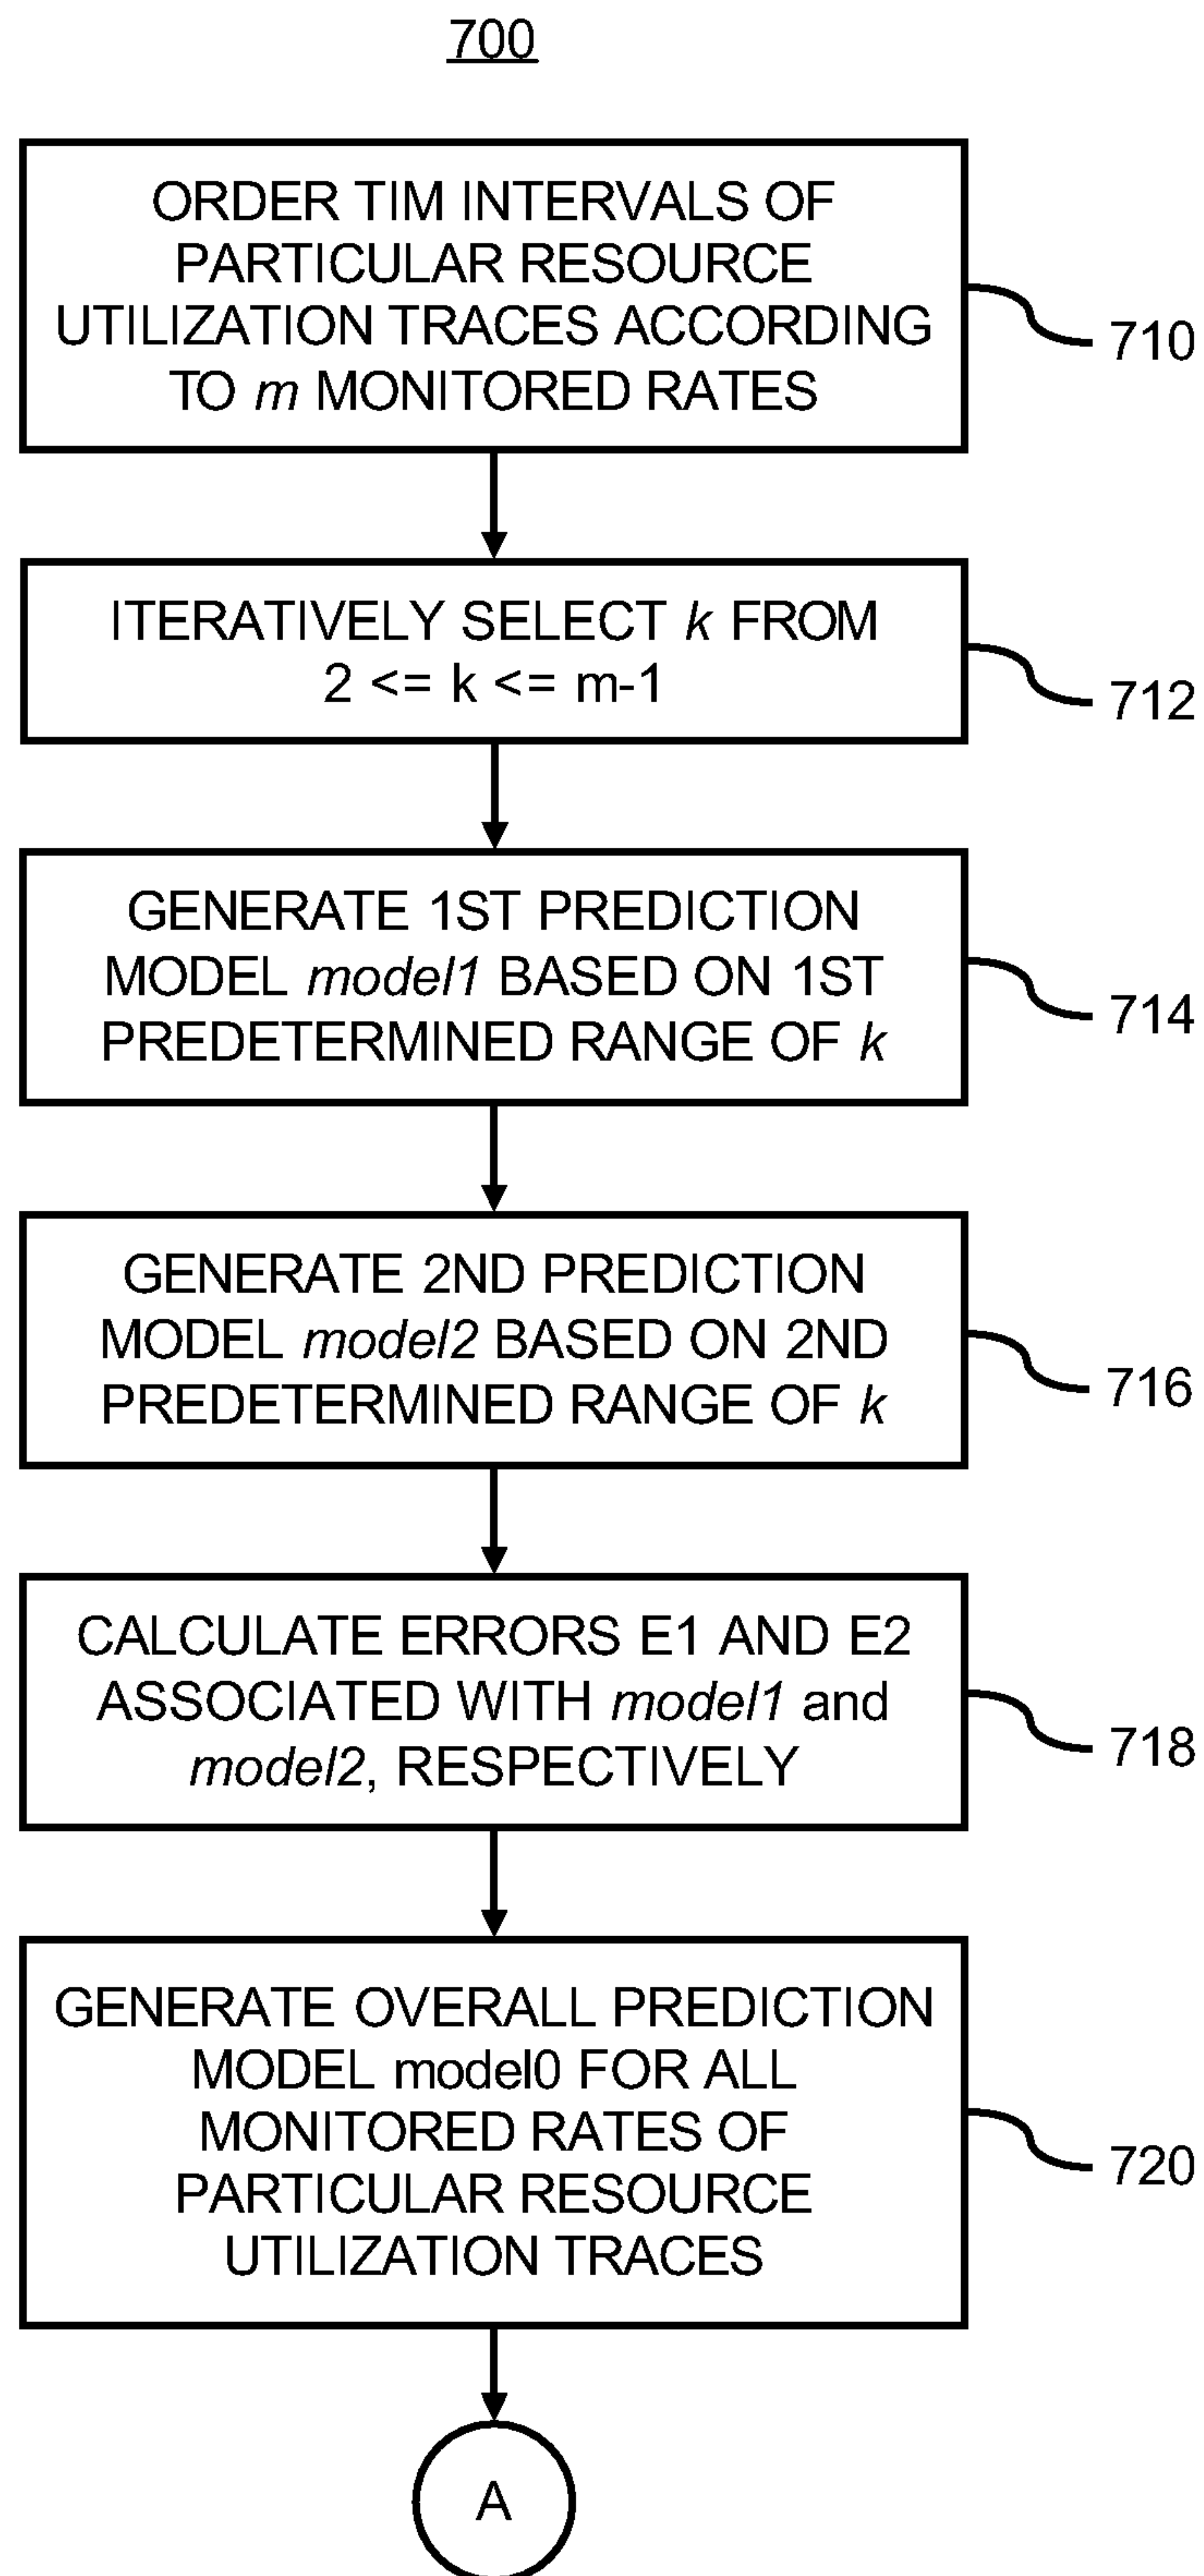 700
ORDER TIM INTERVALS OF
PARTICULAR RESOURCE
UTILIZATION TRACES ACCORDING
TO m MONITORED RATES
710
ITERATIVELY SELECT k FROM
2 <= k <= m-1
712
GENERATE 1ST PREDICTION
MODEL model1 BASED ON 1ST
PREDETERMINED RANGE OF k
714
GENERATE 2ND PREDICTION
MODEL model2 BASED ON 2ND
PREDETERMINED RANGE OF k
716
CALCULATE ERRORS E1 AND E2
ASSOCIATED WITH model1 and
model2, RESPECTIVELY
718
GENERATE OVERALL PREDICTION
MODEL model0 FOR ALL
MONITORED RATES OF
PARTICULAR RESOURCE
UTILIZATION TRACES
720
A